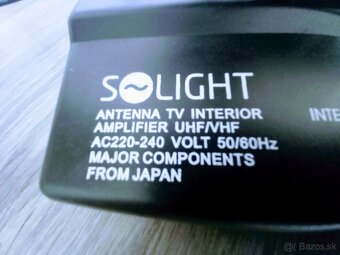 SOLIGHT
ANTENNA TV INTERIOR
AMPLIFIER UHF/VHF
AC220-240 VOLT 50/60Hz
MAJOR COMPONENTS
FROM JAPAN
INTE
Bazos.sk